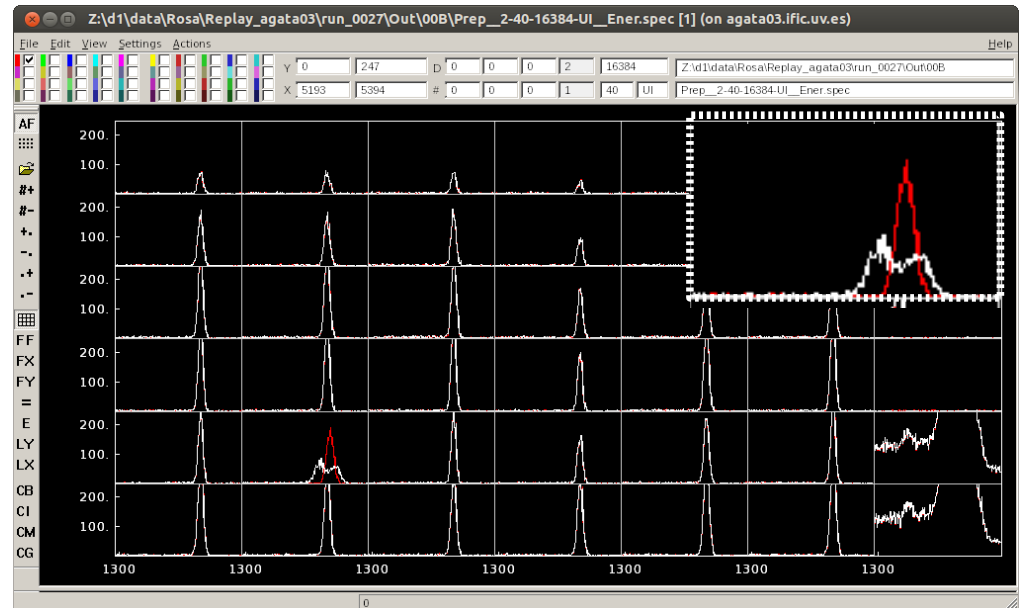 Z:\d1\data\Rosa\Replay_agata03\run_0027\Out\00B\Prep__2-40-16384-UI__Ener.spec [1] (on agata03.ific.uv.es)
File Edit View Settings Actions Help
Y 0 247 D 0 0 0 2 16384 Z:\d1\data\Rosa\Replay_agata03\run_0027\Out\00B
X 5193 5394 # 0 0 0 1 40 UI Prep__2-40-16384-UI__Ener.spec
AF
#+
#-
+.
-.
.+
.-
FF
FX
FY
=
E
LY
LX
CB
CI
CM
CG
200.
100.
200.
100.
200.
100.
200.
100.
200.
100.
200.
100.
1300 1300 1300 1300 1300 1300 1300
0